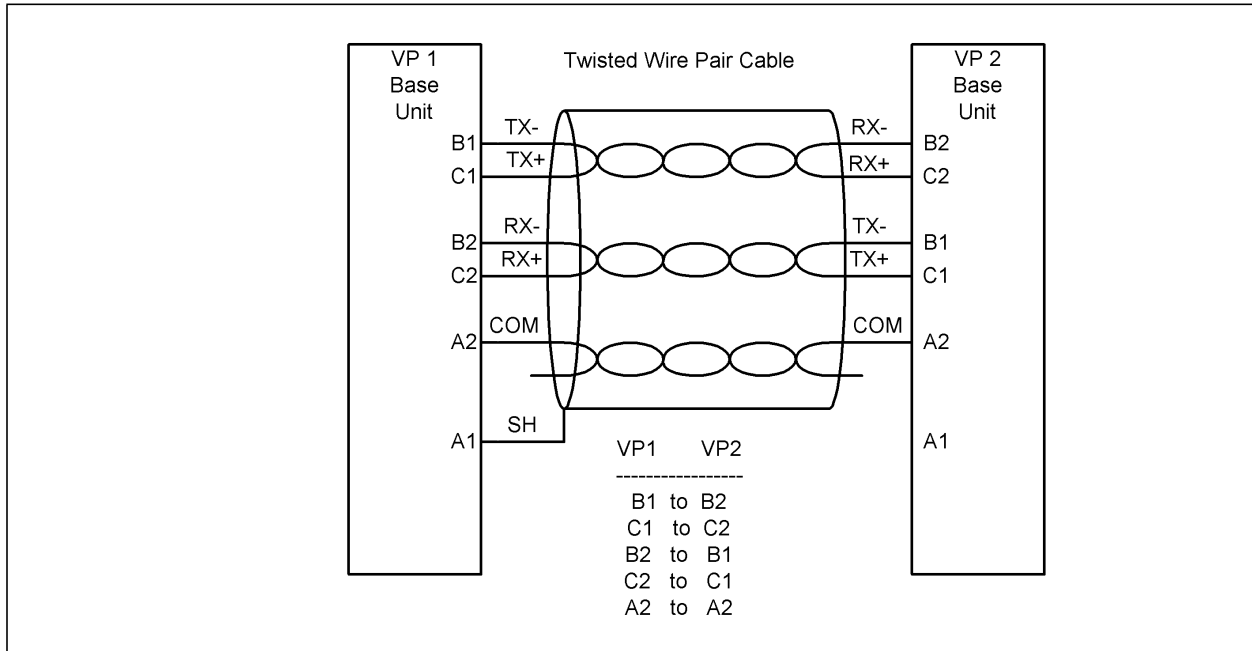 VP 1
Base
Unit
Twisted Wire Pair Cable
VP 2
Base
Unit
B1 TX- RX- B2
C1 TX+ RX+ C2
B2 RX- TX- B1
C2 RX+ TX+ C1
A2 COM COM A2
A1 SH A1
VP1 VP2
-----------------
B1 to B2
C1 to C2
B2 to B1
C2 to C1
A2 to A2